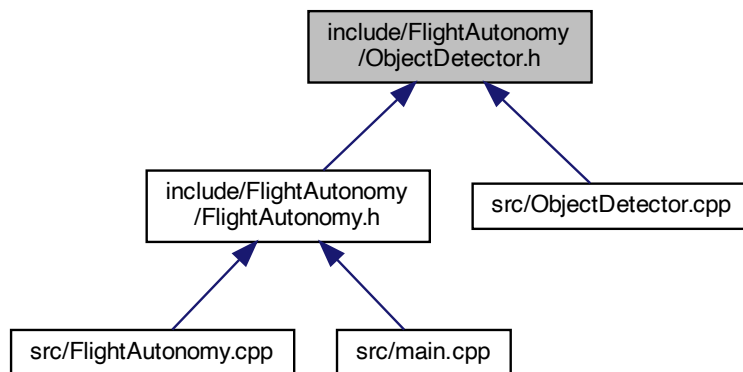 include/FlightAutonomy
/ObjectDetector.h
include/FlightAutonomy
/FlightAutonomy.h
src/ObjectDetector.cpp
src/FlightAutonomy.cpp
src/main.cpp